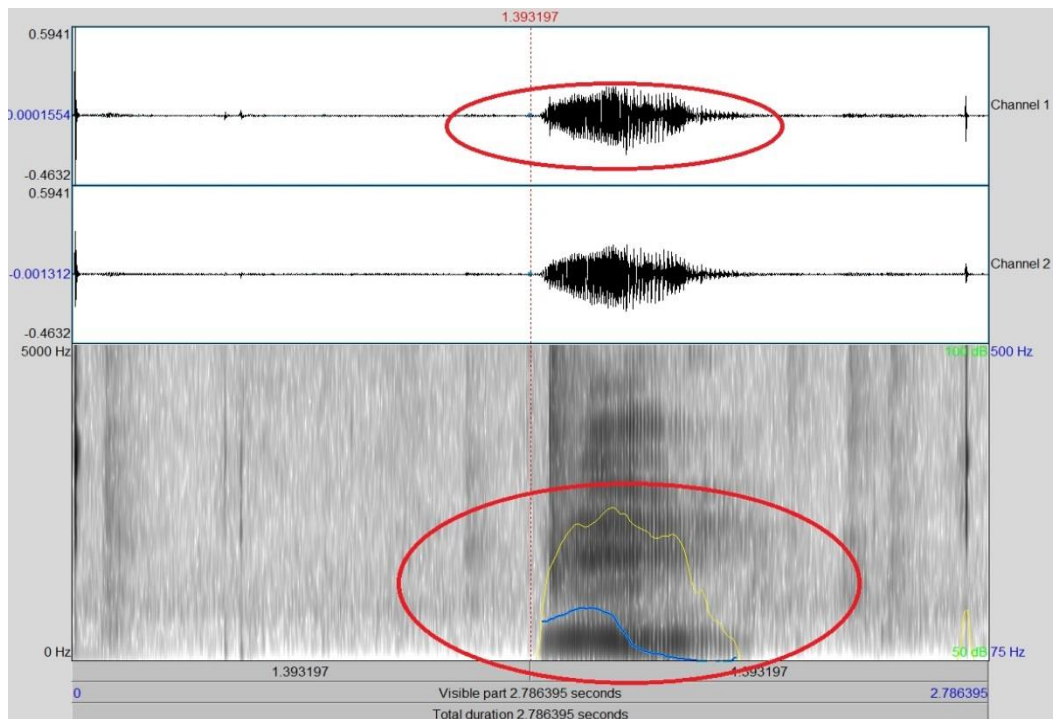 1.393197
0.5941
0.0001554
Channel 1
-0.4632
0.5941
-0.001312
Channel 2
-0.4632
5000 Hz
100 dB 500 Hz
0 Hz
50 dB 75 Hz
1.393197
1.393197
0
Visible part 2.786395 seconds
2.786395
Total duration 2.786395 seconds